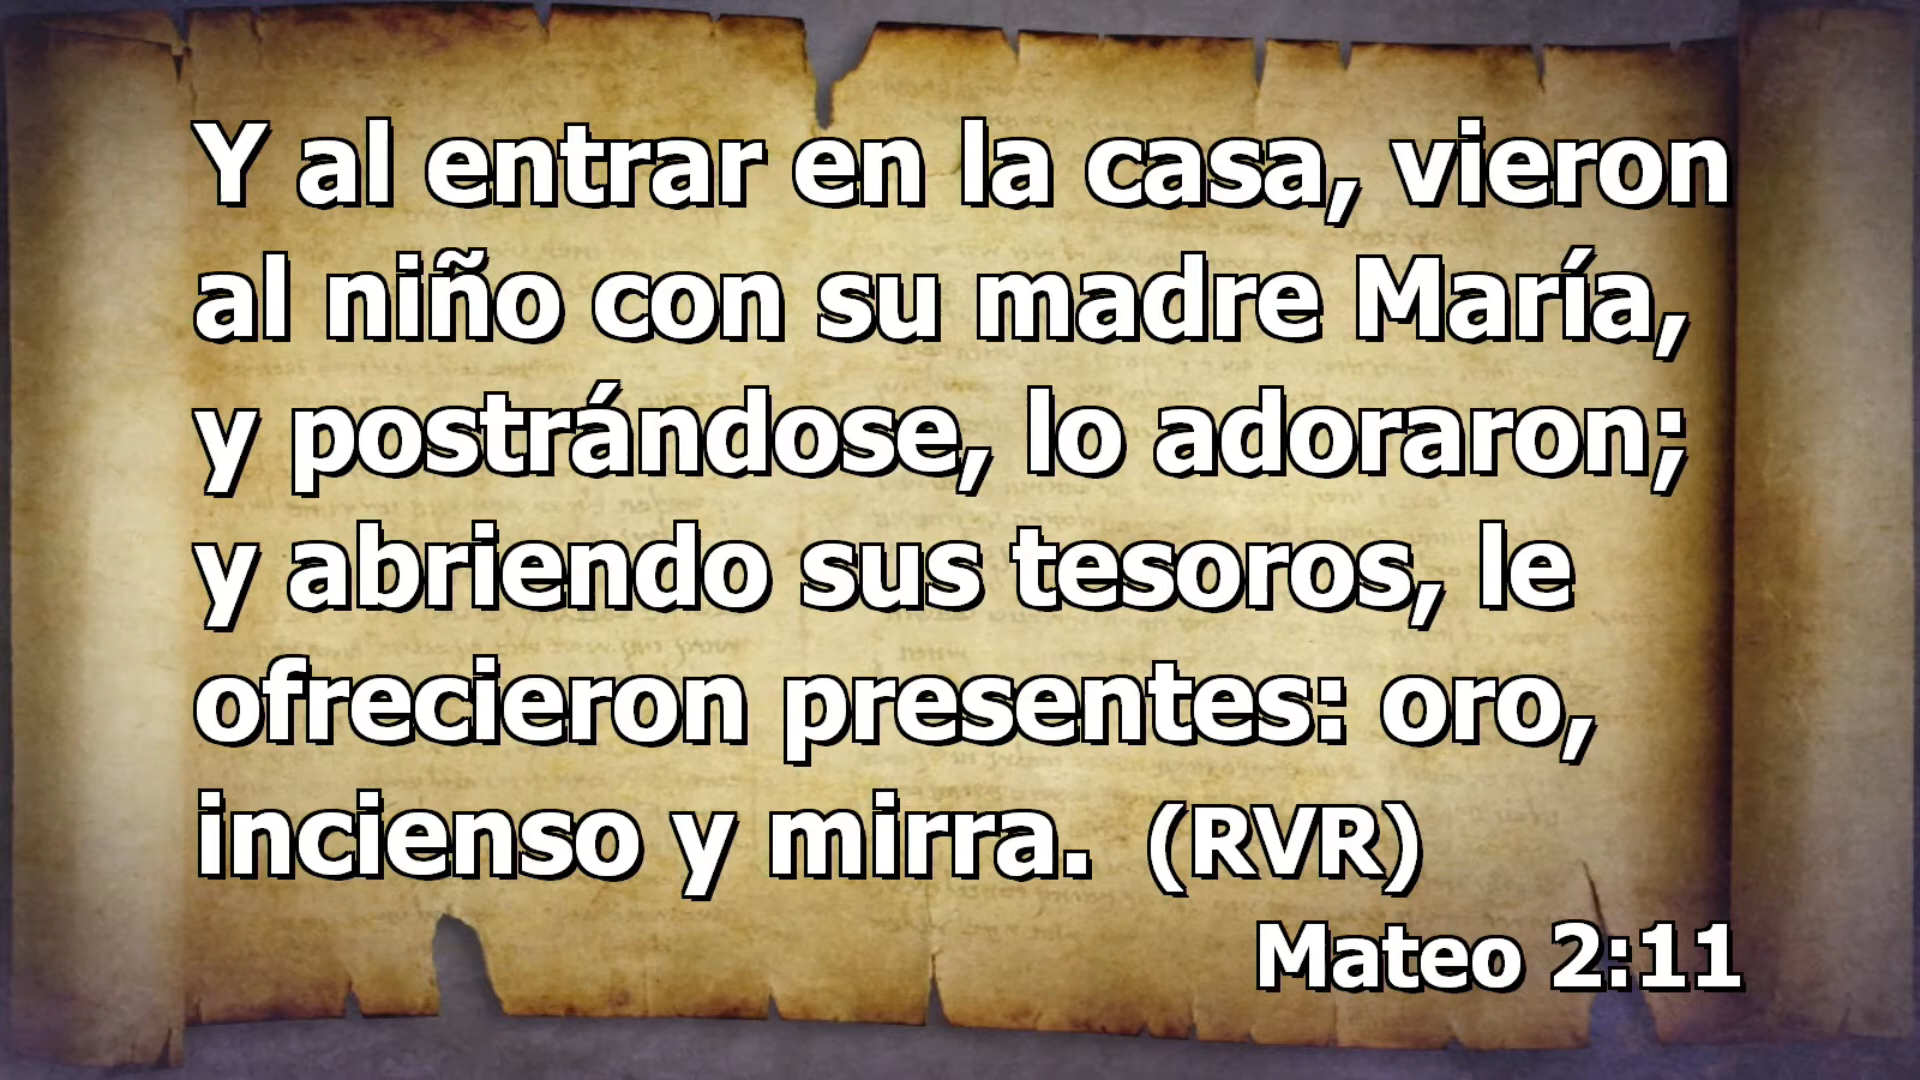 Y al entrar en la casa, vieron
al niño con su madre María,
y postrándose, lo adoraron;
y abriendo sus tesoros, le
ofrecieron presentes: oro,
incienso y mirra. (RVR)
Mateo 2:11